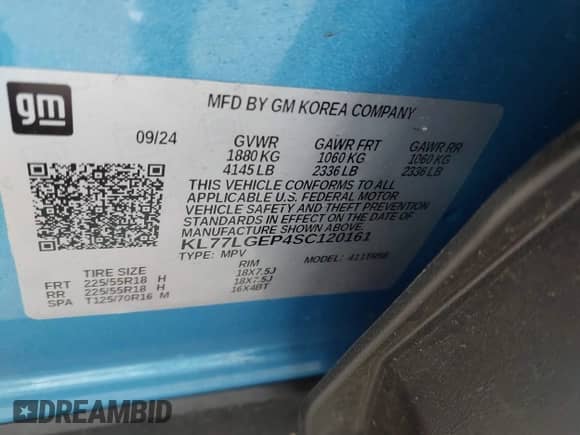 gm
MFD BY GM KOREA COMPANY
09/24 GVWR GAWR FRT GAWR RR
1880 KG 1060 KG 1060 KG
4145 LB 2336 LB 2336 LB
THIS VEHICLE CONFORMS TO ALL
APPLICABLE U.S. FEDERAL MOTOR
VEHICLE SAFETY AND THEFT PREVENTION
STANDARDS IN EFFECT ON THE DATE OF
MANUFACTURE SHOWN ABOVE.
KL77LGEP4SC120161
TYPE: MPV MODEL:
TIRE SIZE RIM
FRT 225/55R18 H 18X7.5J
RR 225/55R18 H 18X7.5J
SPA T125/70R16 M 16X4BT
DREAMBID